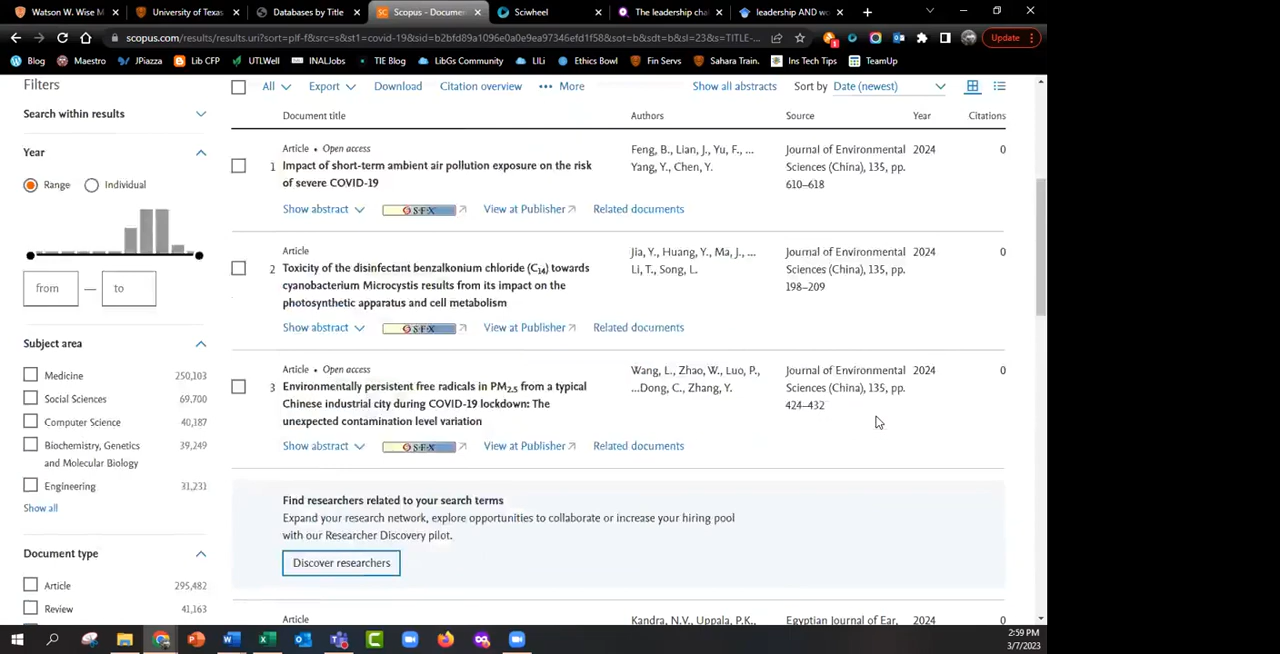 Watson W. Wise M
University of Texas
Databases by Title
Scopus - Docume
Sciwheel
The leadership cha
leadership AND wo
scopus.com/results/results.uri?sort=plf-f&src=s&st1=covid-19&sid=b2bfd89a1096e0a0e9ea97346efd1f58&sot=b&sdt=b&sl=23&s=TITLE-...
Update
Blog
Maestro
JPiazza
Lib CFP
UTLWell
INALJobs
TIE Blog
LibGs Community
LILi
Ethics Bowl
Fin Servs
Sahara Train.
Ins Tech Tips
TeamUp
Filters
All
Export
Download
Citation overview
••• More
Show all abstracts
Sort by
Date (newest)
Search within results
Document title
Authors
Source
Year
Citations
Year
Range
Individual
from
—
to
Article • Open access
1
Impact of short-term ambient air pollution exposure on the risk
of severe COVID-19
Feng, B., Lian, J., Yu, F., ...
Yang, Y., Chen, Y.
Journal of Environmental
Sciences (China), 135, pp.
610–618
2024
0
Show abstract
SFX
View at Publisher
Related documents
Article
2
Toxicity of the disinfectant benzalkonium chloride (C14) towards
cyanobacterium Microcystis results from its impact on the
photosynthetic apparatus and cell metabolism
Jia, Y., Huang, Y., Ma, J., ...
Li, T., Song, L.
Journal of Environmental
Sciences (China), 135, pp.
198–209
2024
0
Show abstract
SFX
View at Publisher
Related documents
Subject area
Medicine 250,103
Social Sciences 69,700
Computer Science 40,187
Biochemistry, Genetics 39,249
and Molecular Biology
Engineering 31,231
Show all
Article • Open access
3
Environmentally persistent free radicals in PM2.5 from a typical
Chinese industrial city during COVID-19 lockdown: The
unexpected contamination level variation
Wang, L., Zhao, W., Luo, P.,
...Dong, C., Zhang, Y.
Journal of Environmental
Sciences (China), 135, pp.
424–432
2024
0
Show abstract
SFX
View at Publisher
Related documents
Find researchers related to your search terms
Expand your research network, explore opportunities to collaborate or increase your hiring pool
with our Researcher Discovery pilot.
Discover researchers
Document type
Article 295,482
Review 41,163
Article
Kandra, N.V., Uppala, P.K.,
Egyptian Journal of Ear,
2024
0
2:59 PM
3/7/2023